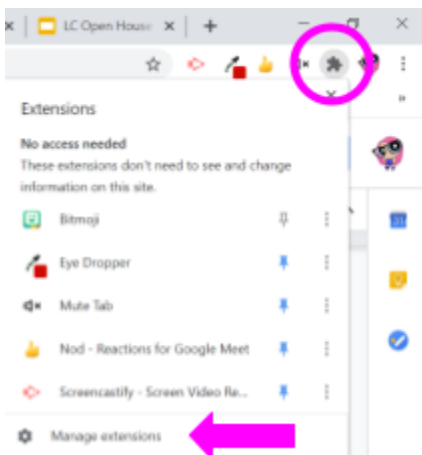 LC Open House
Extensions
No access needed
These extensions don't need to see and change
information on this site.
Bitmoji
Eye Dropper
Mute Tab
Nod - Reactions for Google Meet
Screencastify - Screen Video Re...
Manage extensions